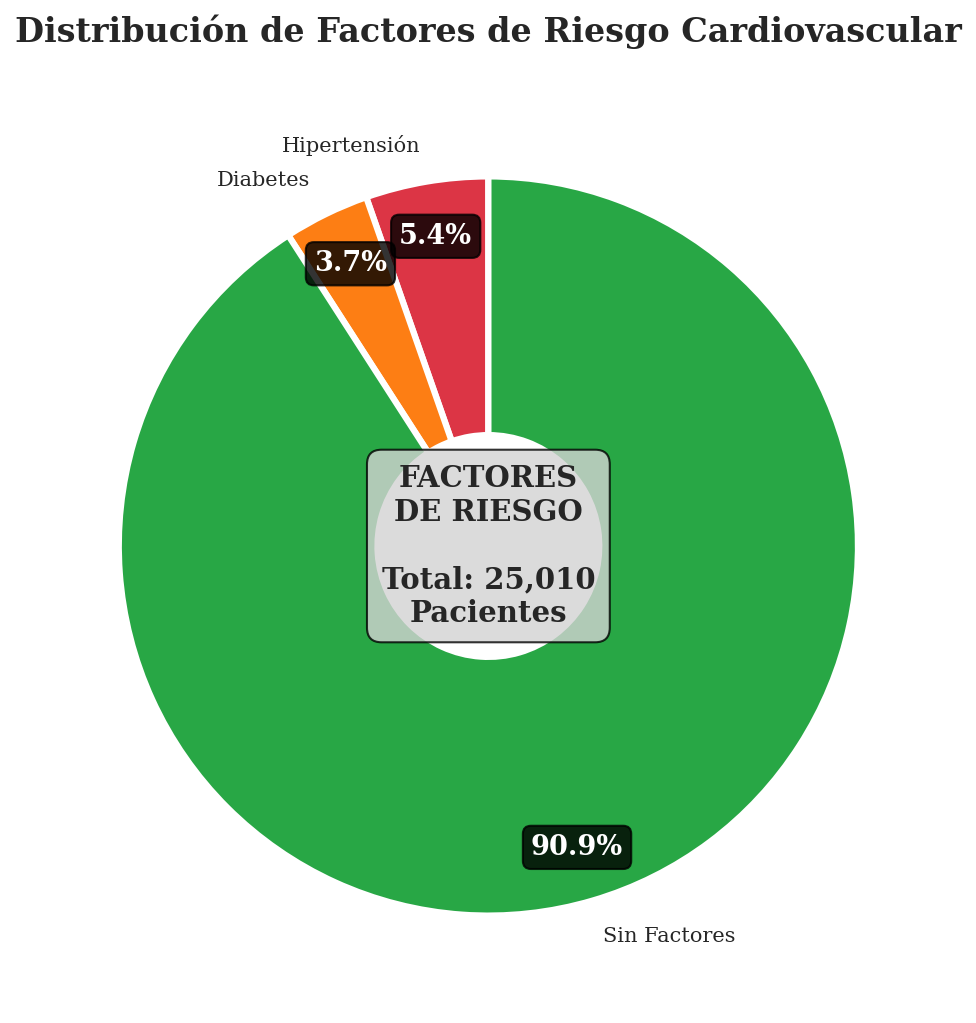 Distribución de Factores de Riesgo Cardiovascular
Hipertensión
Diabetes
5.4%
3.7%
FACTORES
DE RIESGO
Total: 25,010
Pacientes
90.9%
Sin Factores